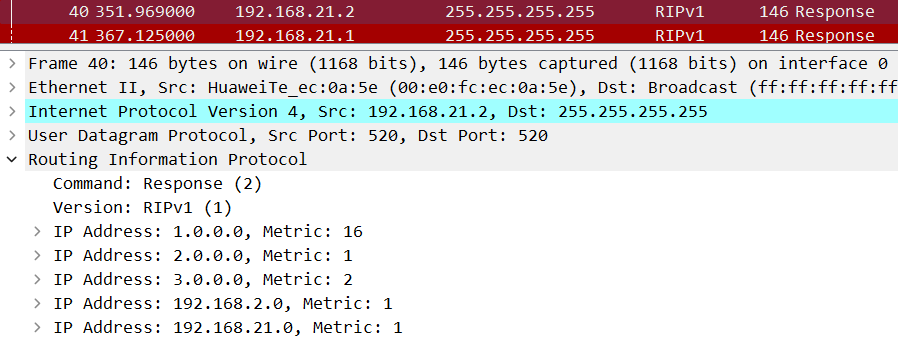 40 351.969000 192.168.21.2 255.255.255.255 RIPv1 146 Response
41 367.125000 192.168.21.1 255.255.255.255 RIPv1 146 Response
Frame 40: 146 bytes on wire (1168 bits), 146 bytes captured (1168 bits) on interface 0
Ethernet II, Src: HuaweiTe_ec:0a:5e (00:e0:fc:ec:0a:5e), Dst: Broadcast (ff:ff:ff:ff:ff
Internet Protocol Version 4, Src: 192.168.21.2, Dst: 255.255.255.255
User Datagram Protocol, Src Port: 520, Dst Port: 520
Routing Information Protocol
Command: Response (2)
Version: RIPv1 (1)
IP Address: 1.0.0.0, Metric: 16
IP Address: 2.0.0.0, Metric: 1
IP Address: 3.0.0.0, Metric: 2
IP Address: 192.168.2.0, Metric: 1
IP Address: 192.168.21.0, Metric: 1